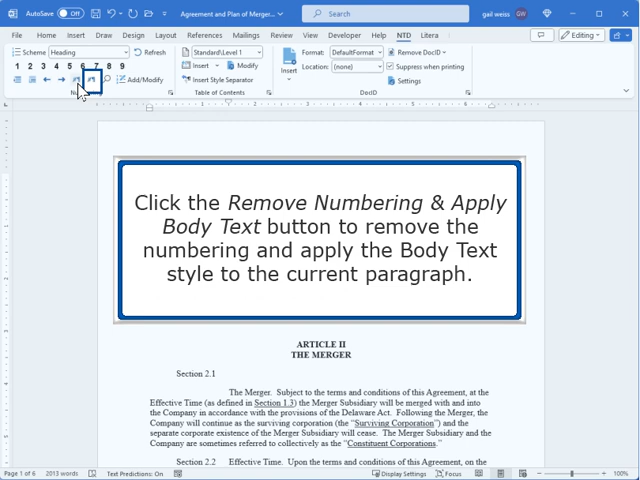 AutoSave Off Agreement and Plan of Merger... Search gail weiss GW
File Home Insert Draw Design Layout References Mailings Review View Developer Help NTD Litera Editing
Scheme Heading Refresh Standard/Level 1 Format: DefaultFormat Remove DocID
1 2 3 4 5 6 7 8 9 Insert Modify Location: (none) Suppress when printing
Add/Modify Insert Style Separator Insert Settings
Table of Contents DocID
Click the Remove Numbering & Apply
Body Text button to remove the
numbering and apply the Body Text
style to the current paragraph.
ARTICLE II
THE MERGER
Section 2.1
The Merger. Subject to the terms and conditions of this Agreement, at the
Effective Time (as defined in Section 1.3) the Merger Subsidiary will be merged with and into
the Company in accordance with the provisions of the Delaware Act. Following the Merger, the
Company will continue as the surviving corporation (the "Surviving Corporation") and the
separate corporate existence of the Merger Subsidiary will cease. The Merger Subsidiary and the
Company are sometimes referred to collectively as the "Constituent Corporations."
Section 2.2 Effective Time. Upon the terms and conditions of this Agreement, on the
Page 1 of 6 2013 words Text Predictions: On Display Settings Focus 100%